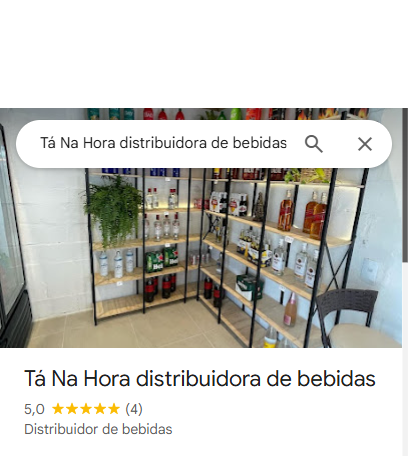 Tá Na Hora distribuidora de bebidas
Tá Na Hora distribuidora de bebidas
5,0 ★★★★★ (4)
Distribuidor de bebidas